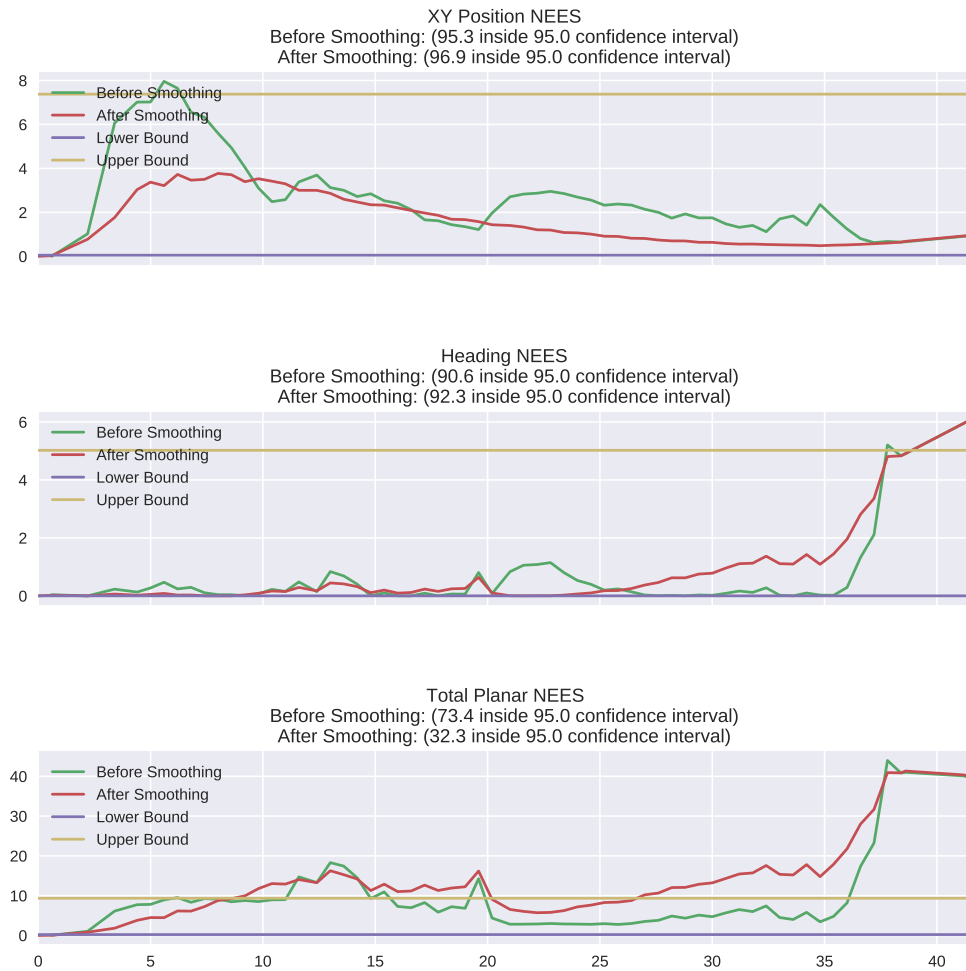 XY Position NEES
Before Smoothing: (95.3 inside 95.0 confidence interval)
After Smoothing: (96.9 inside 95.0 confidence interval)
8
6
4
2
0
Before Smoothing
After Smoothing
Lower Bound
Upper Bound
Heading NEES
Before Smoothing: (90.6 inside 95.0 confidence interval)
After Smoothing: (92.3 inside 95.0 confidence interval)
6
4
2
0
Before Smoothing
After Smoothing
Lower Bound
Upper Bound
Total Planar NEES
Before Smoothing: (73.4 inside 95.0 confidence interval)
After Smoothing: (32.3 inside 95.0 confidence interval)
40
30
20
10
0
Before Smoothing
After Smoothing
Lower Bound
Upper Bound
0 5 10 15 20 25 30 35 40